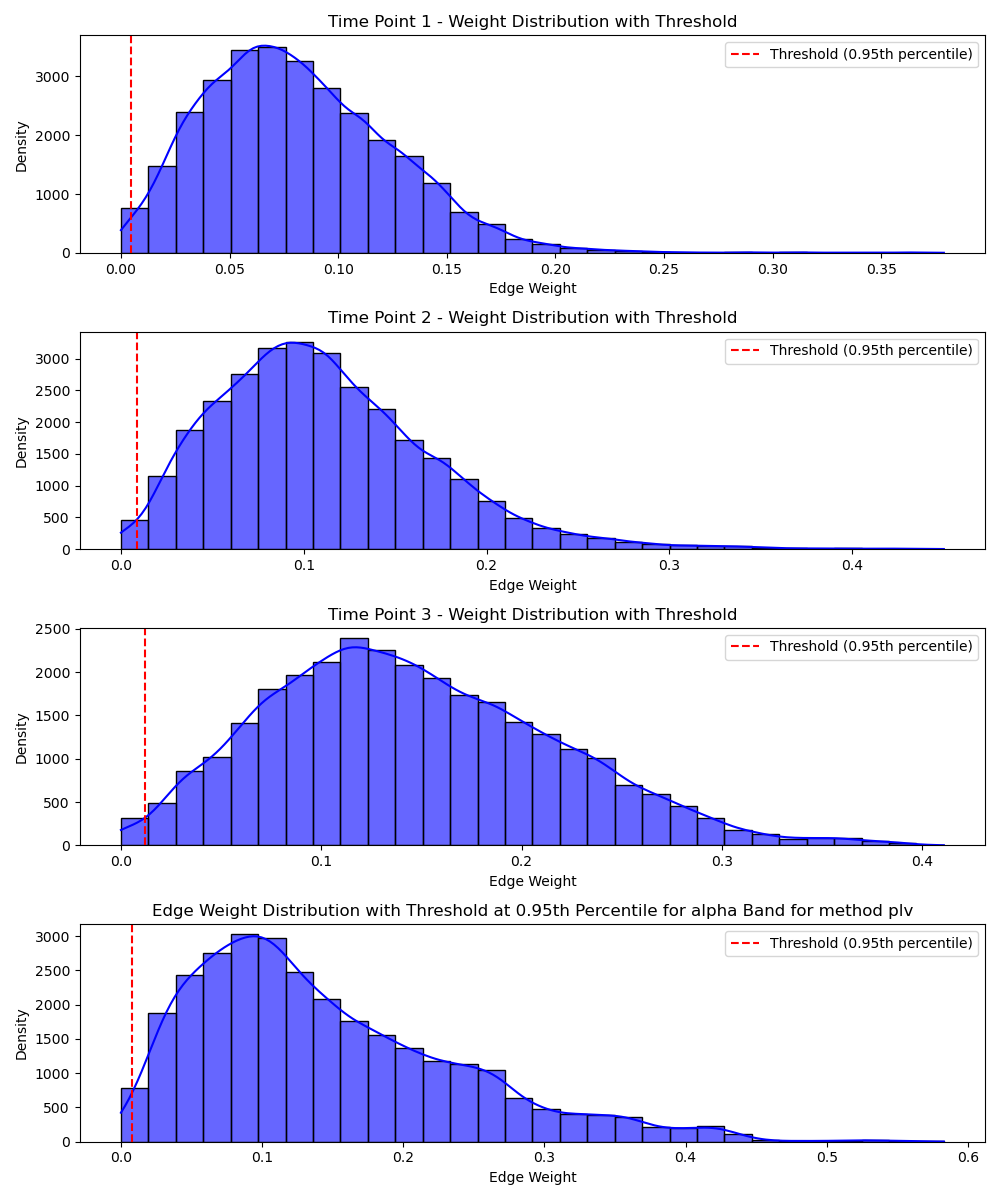 Time Point 1 - Weight Distribution with Threshold
Threshold (0.95th percentile)
Density
3000
2000
1000
0
0.00 0.05 0.10 0.15 0.20 0.25 0.30 0.35
Edge Weight
Time Point 2 - Weight Distribution with Threshold
Threshold (0.95th percentile)
Density
3000
2500
2000
1500
1000
500
0
0.0 0.1 0.2 0.3 0.4
Edge Weight
Time Point 3 - Weight Distribution with Threshold
Threshold (0.95th percentile)
Density
2500
2000
1500
1000
500
0
0.0 0.1 0.2 0.3 0.4
Edge Weight
Edge Weight Distribution with Threshold at 0.95th Percentile for alpha Band for method plv
Threshold (0.95th percentile)
Density
3000
2500
2000
1500
1000
500
0
0.0 0.1 0.2 0.3 0.4 0.5 0.6
Edge Weight